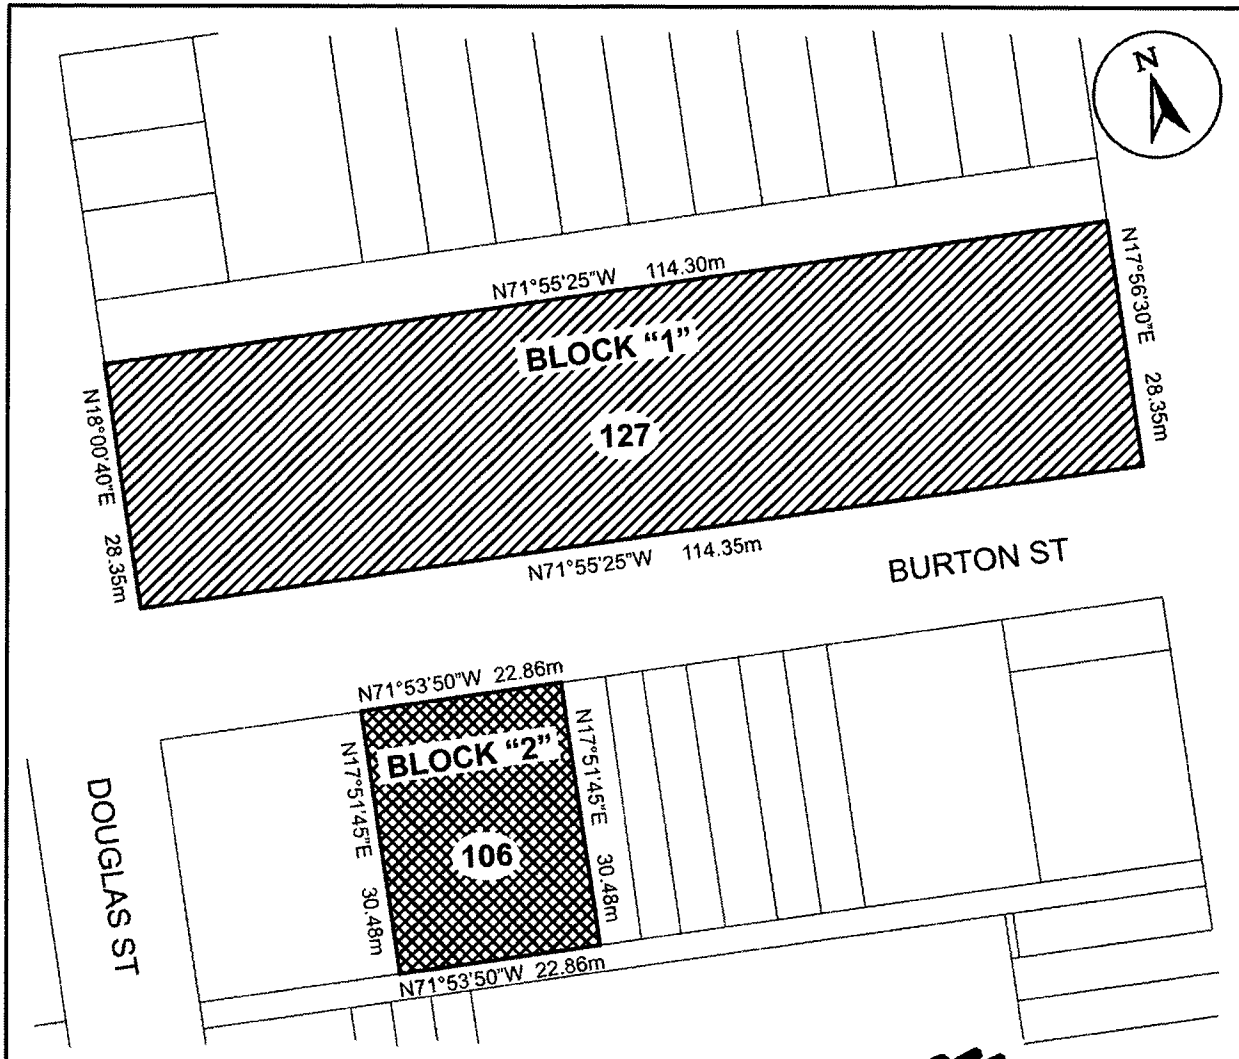 N
N71°55'25"W 114.30m
N17°56'30"E 28.35m
BLOCK “1”
127
N18°00'40"E 28.35m
N71°55'25"W 114.35m
BURTON ST
N71°53'50"W 22.86m
BLOCK “2”
N17°51'45"E 30.48m
N17°51'45"E 30.48m
106
DOUGLAS ST
N71°53'50"W 22.86m